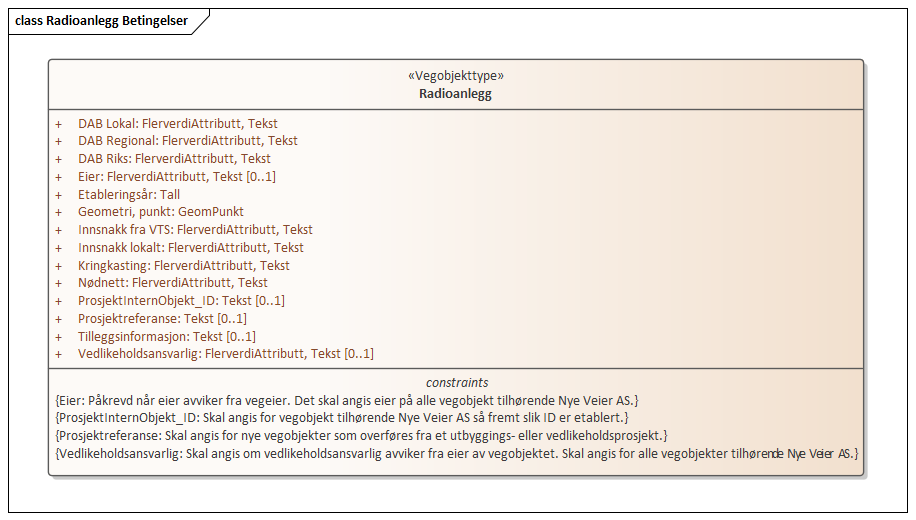 class Radioanlegg Betingelser
«Vegobjekttype»
Radioanlegg
+ DAB Lokal: FlerverdiAttributt, Tekst
+ DAB Regional: FlerverdiAttributt, Tekst
+ DAB Riks: FlerverdiAttributt, Tekst
+ Eier: FlerverdiAttributt, Tekst [0..1]
+ Etableringsår: Tall
+ Geometri, punkt: GeomPunkt
+ Innsnakk fra VTS: FlerverdiAttributt, Tekst
+ Innsnakk lokalt: FlerverdiAttributt, Tekst
+ Kringkasting: FlerverdiAttributt, Tekst
+ Nødnett: FlerverdiAttributt, Tekst
+ ProsjektInternObjekt_ID: Tekst [0..1]
+ Prosjektreferanse: Tekst [0..1]
+ Tilleggsinformasjon: Tekst [0..1]
+ Vedlikeholdsansvarlig: FlerverdiAttributt, Tekst [0..1]
constraints
{Eier: Påkrevd når eier avviker fra vegeier. Det skal angis eier på alle vegobjekt tilhørende Nye Veier AS.}
{ProsjektInternObjekt_ID: Skal angis for vegobjekt tilhørende Nye Veier AS så fremt slik ID er etablert.}
{Prosjektreferanse: Skal angis for nye vegobjekter som overføres fra et utbyggings- eller vedlikeholdsprosjekt.}
{Vedlikeholdsansvarlig: Skal angis om vedlikeholdsansvarlig avviker fra eier av vegobjektet. Skal angis for alle vegobjekter tilhørende Nye Veier AS.}